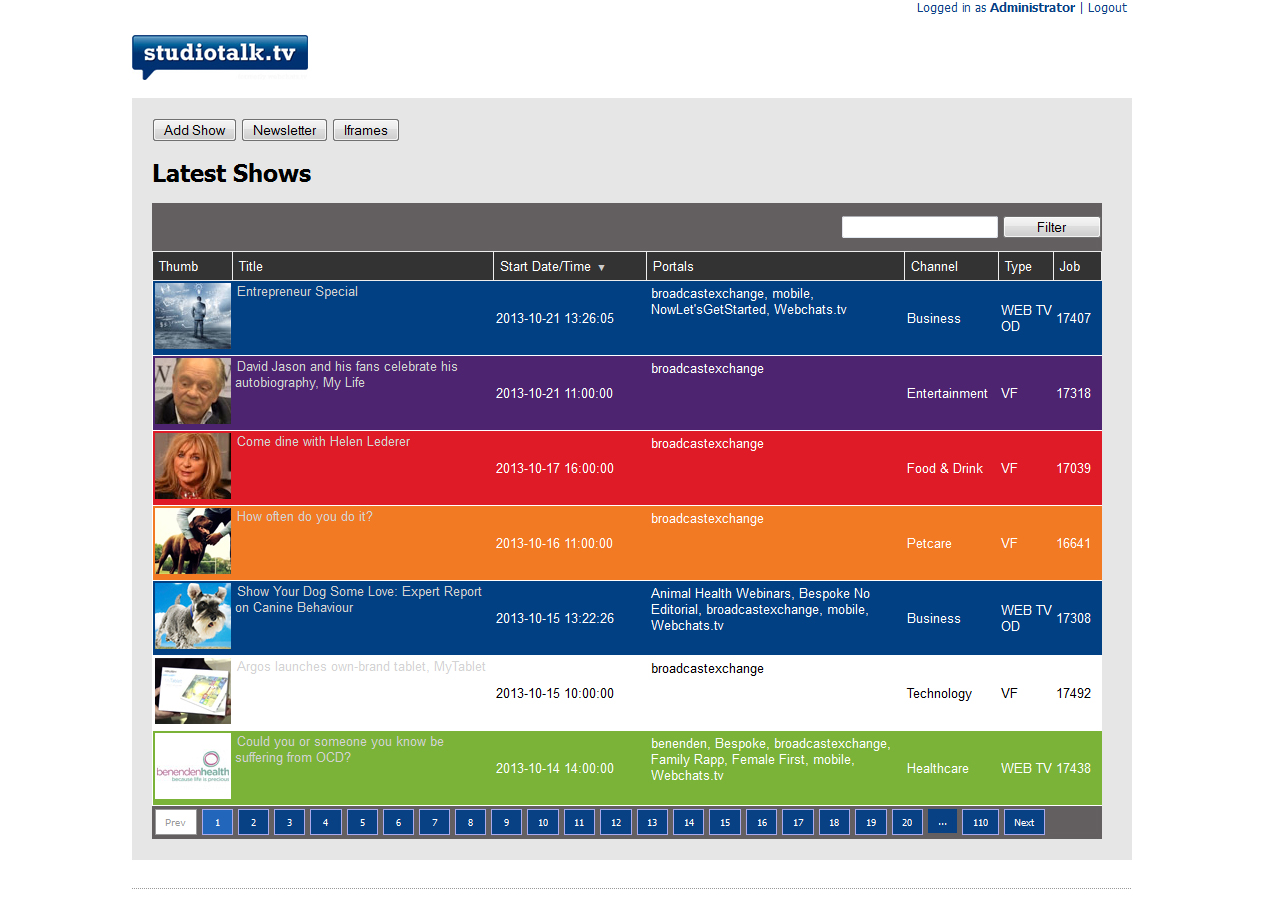 Logged in as Administrator | Logout
studiotalk.tv
Add Show Newsletter Iframes
Latest Shows
Filter
Thumb Title Start Date/Time ▼ Portals Channel Type Job
Entrepreneur Special
2013-10-21 13:26:05
broadcastexchange, mobile,
NowLet'sGetStarted, Webchats.tv
Business
WEB TV
OD
17407
David Jason and his fans celebrate his
autobiography, My Life
2013-10-21 11:00:00
broadcastexchange
Entertainment
VF
17318
Come dine with Helen Lederer
2013-10-17 16:00:00
broadcastexchange
Food & Drink
VF
17039
How often do you do it?
2013-10-16 11:00:00
broadcastexchange
Petcare
VF
16641
Show Your Dog Some Love: Expert Report
on Canine Behaviour
2013-10-15 13:22:26
Animal Health Webinars, Bespoke No
Editorial, broadcastexchange, mobile,
Webchats.tv
Business
WEB TV
OD
17308
Argos launches own-brand tablet, MyTablet
2013-10-15 10:00:00
broadcastexchange
Technology
VF
17492
benendenhealth
because life is precious
Could you or someone you know be
suffering from OCD?
2013-10-14 14:00:00
benenden, Bespoke, broadcastexchange,
Family Rapp, Female First, mobile,
Webchats.tv
Healthcare
WEB TV
17438
Prev 1 2 3 4 5 6 7 8 9 10 11 12 13 14 15 16 17 18 19 20 ... 110 Next